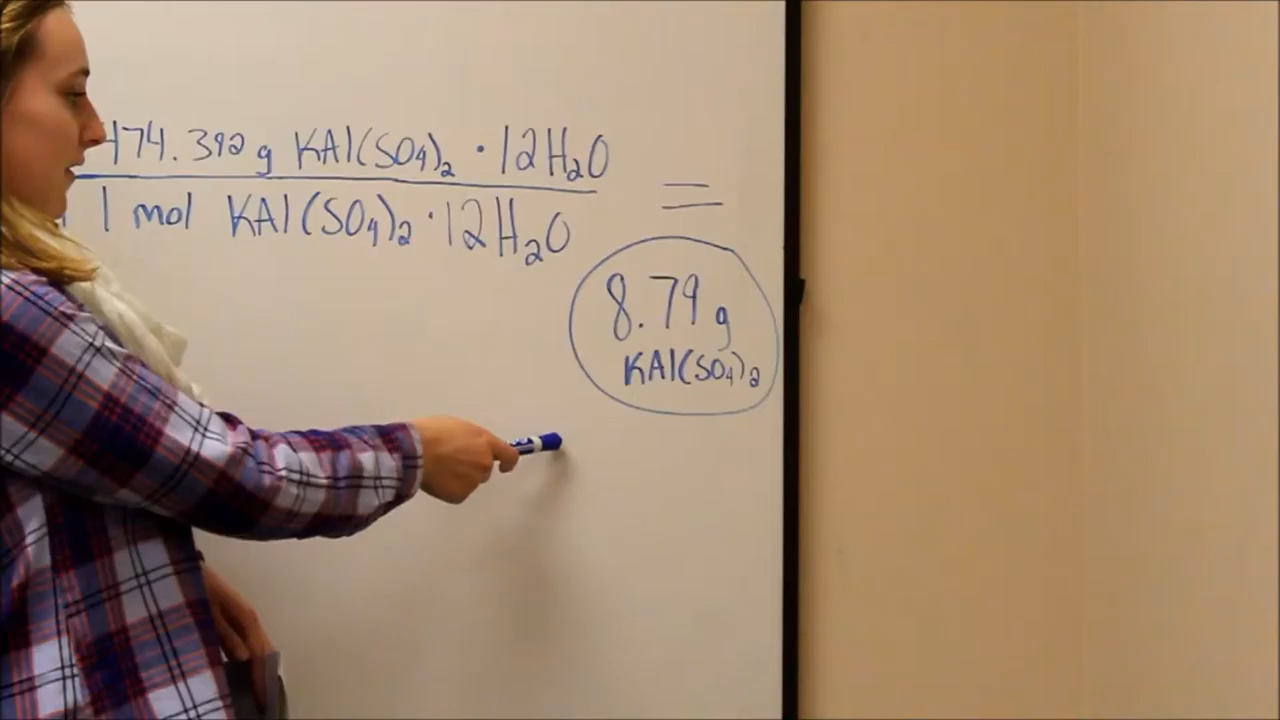 474.392 g KAl(SO₄)₂ · 12H₂O
1 mol KAl(SO₄)₂ · 12H₂O
=
8.79 g
KAl(SO₄)₂